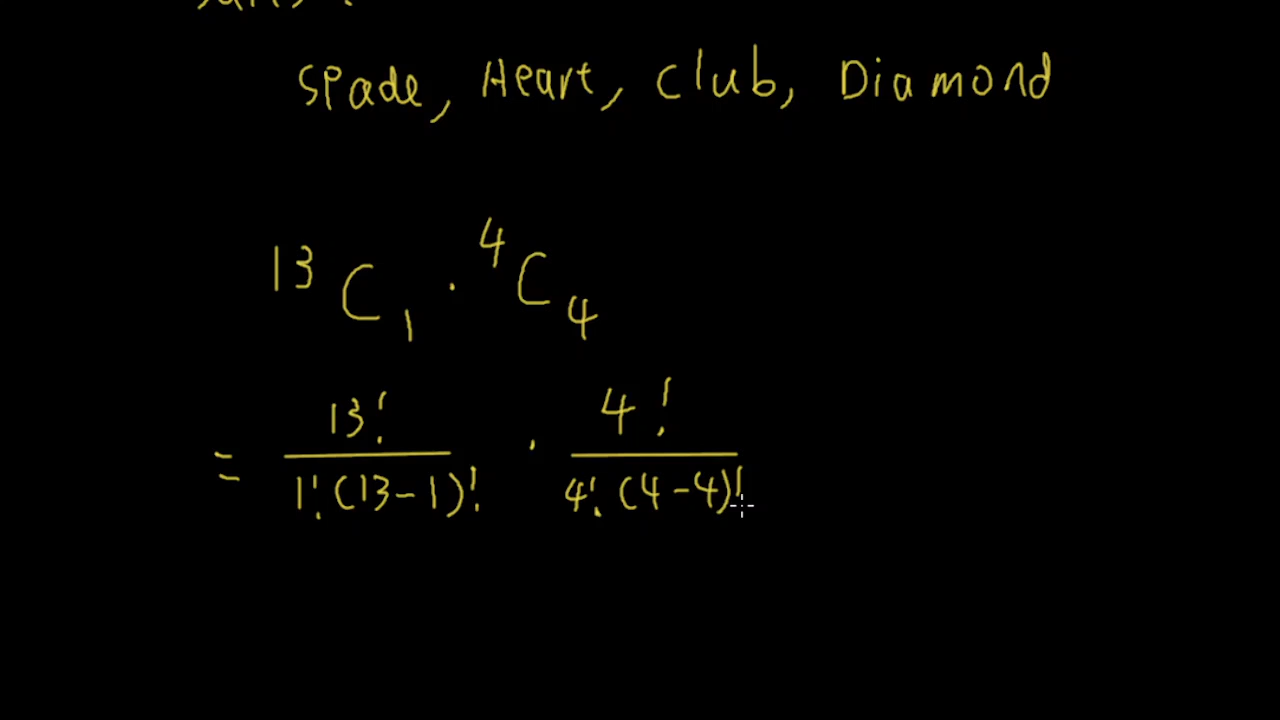 Spade, Heart, Club, Diamond
¹³C₁ · ⁴C₄
= 13! / 1!(13-1)! · 4! / 4!(4-4)!